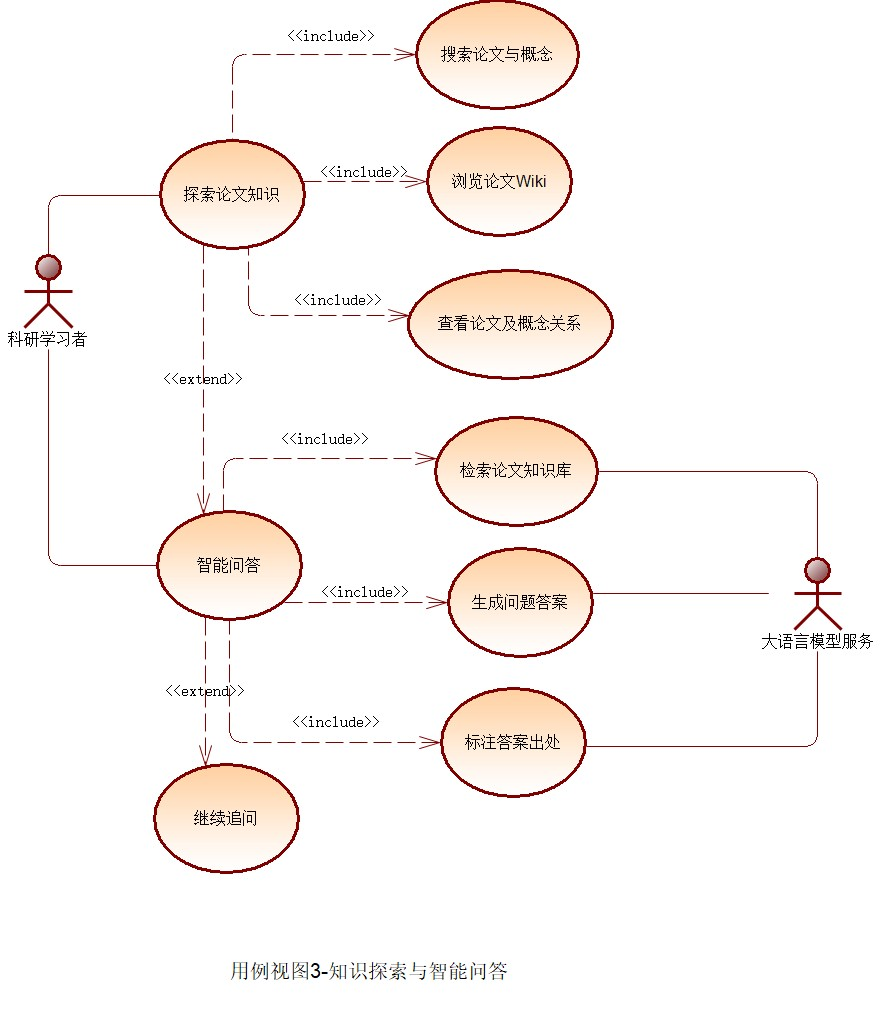 <<include>>
搜索论文与概念
<<include>>
浏览论文Wiki
探索论文知识
<<include>>
查看论文及概念关系
科研学习者
<<extend>>
<<include>>
检索论文知识库
智能问答
<<include>>
生成问题答案
大语言模型服务
<<extend>>
<<include>>
标注答案出处
继续追问
用例视图3-知识探索与智能问答